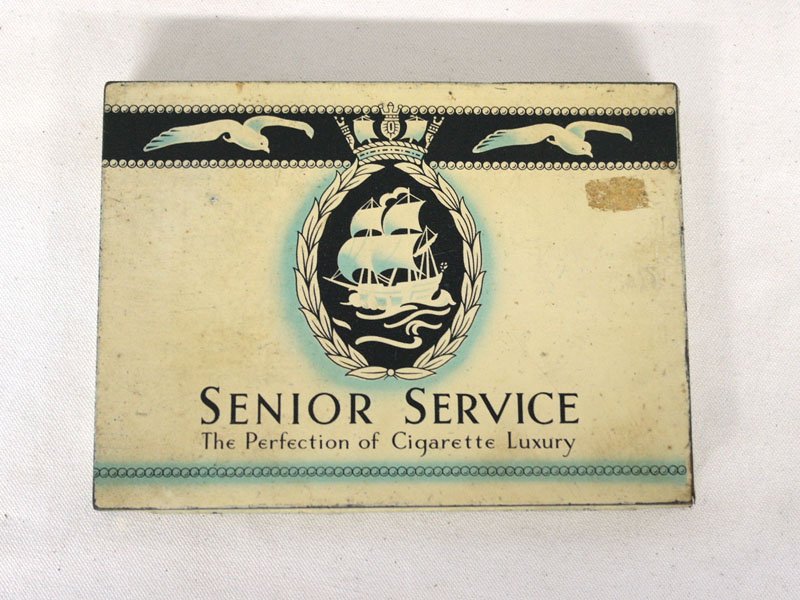 SENIOR SERVICE
The Perfection of Cigarette Luxury